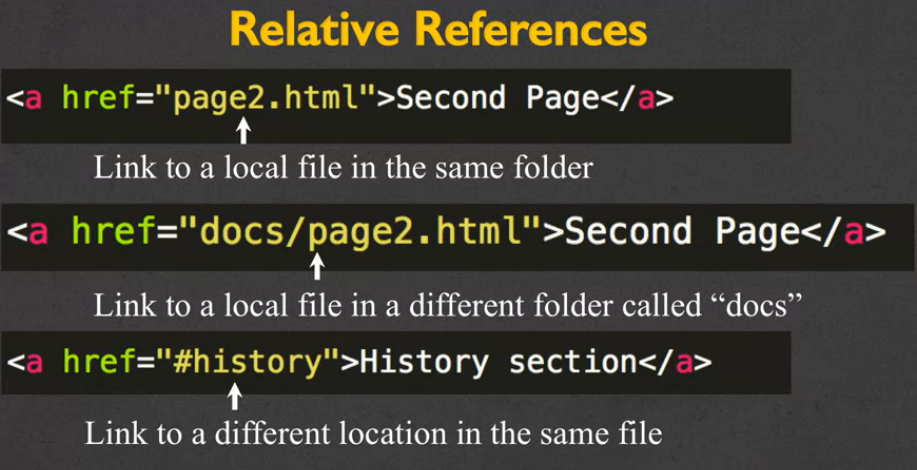 Relative References
<a href="page2.html">Second Page</a>
Link to a local file in the same folder
<a href="docs/page2.html">Second Page</a>
Link to a local file in a different folder called “docs”
<a href="#history">History section</a>
Link to a different location in the same file